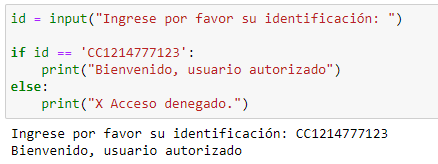 id = input("Ingrese por favor su identificación: ")

if id == 'CC1214777123':
    print("Bienvenido, usuario autorizado")
else:
    print("X Acceso denegado.")
Ingrese por favor su identificación: CC1214777123
Bienvenido, usuario autorizado